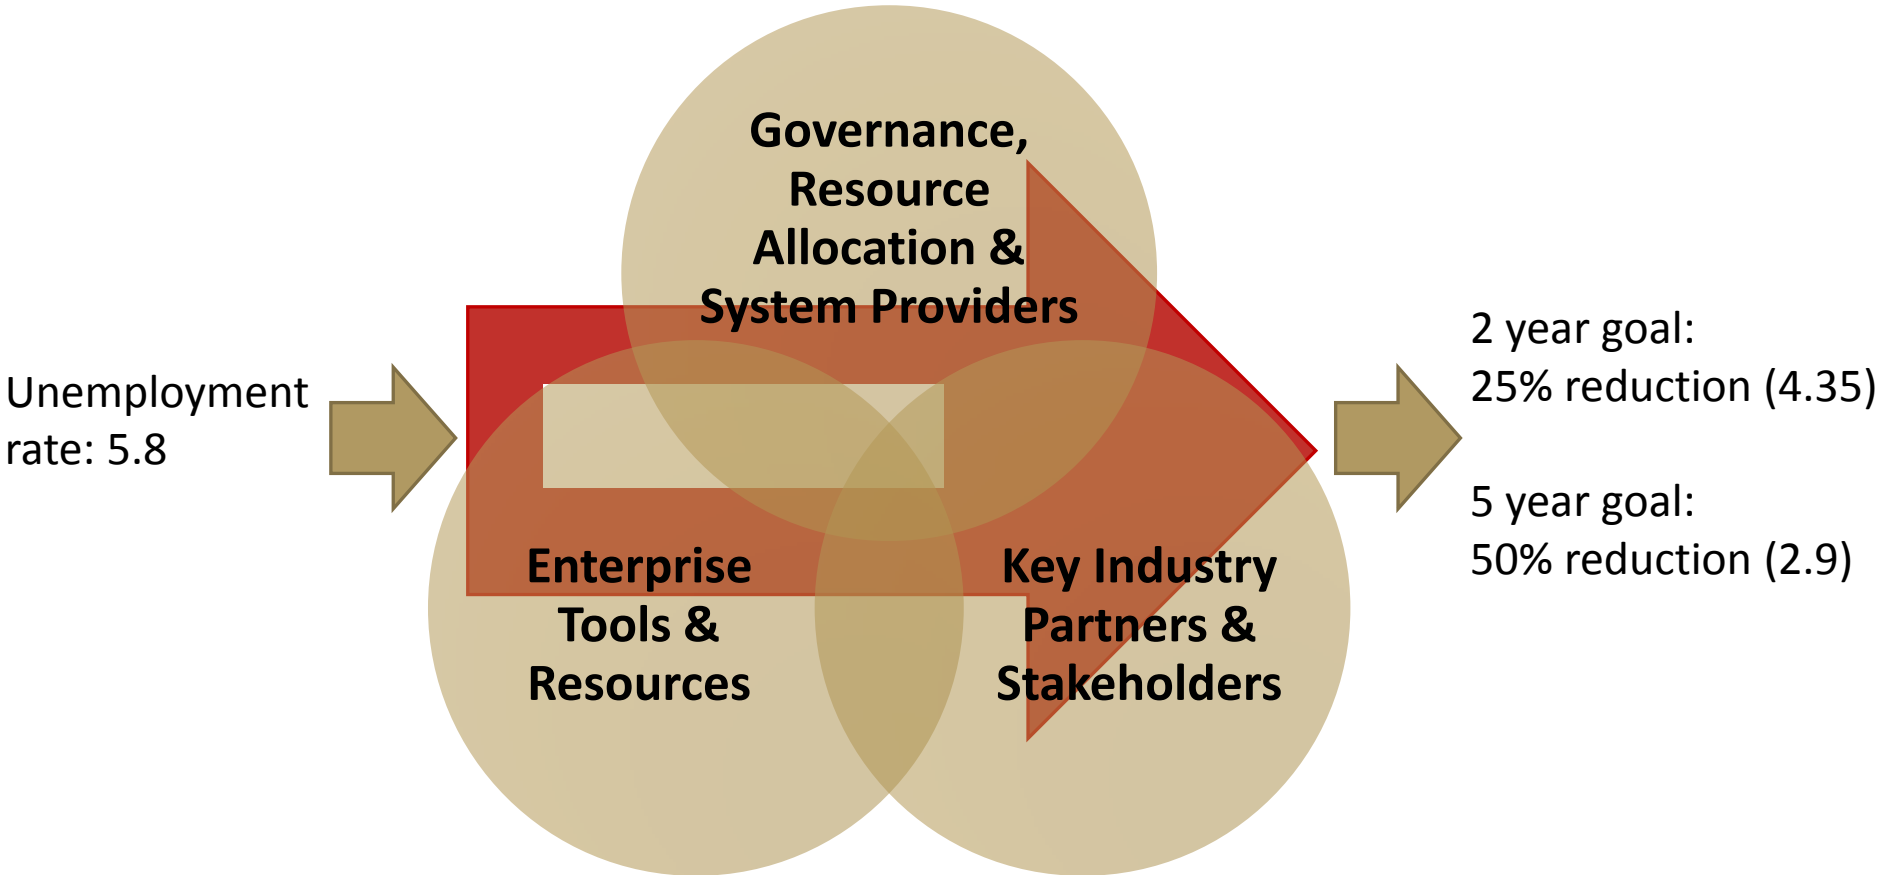 Governance,
Resource
Allocation &
System Providers
Unemployment
rate: 5.8
2 year goal:
25% reduction (4.35)
5 year goal:
50% reduction (2.9)
Enterprise
Tools &
Resources
Key Industry
Partners &
Stakeholders